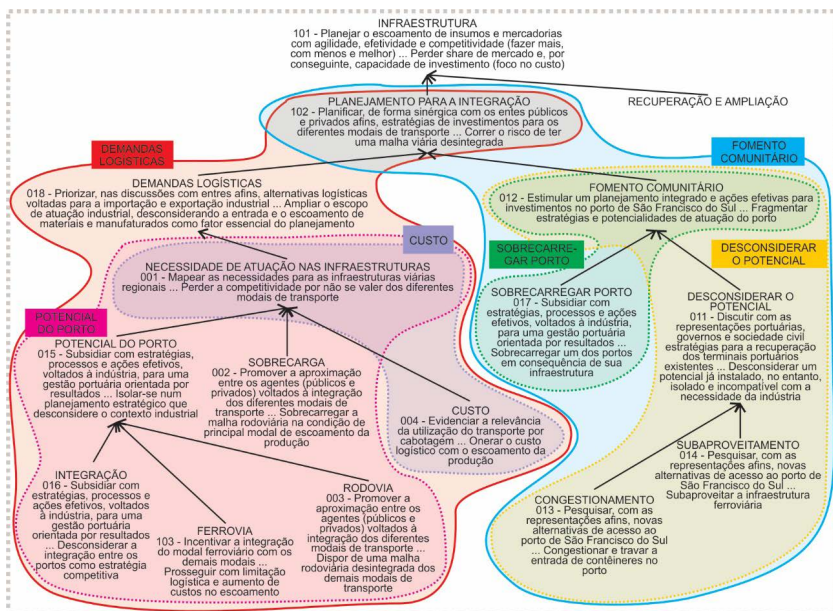 INFRAESTRUTURA
101 - Planejar o escoamento de insumos e mercadorias
com agilidade, efetividade e competitividade (fazer mais,
com menos e melhor) ... Perder share de mercado e, por
conseguinte, capacidade de investimento (foco no custo)
PLANEJAMENTO PARA A INTEGRAÇÃO
102 - Planificar, de forma sinérgica com os entes públicos
e privados afins, estratégias de investimentos para os
diferentes modais de transporte ... Correr o risco de ter
uma malha viária desintegrada
RECUPERAÇÃO E AMPLIAÇÃO
DEMANDAS
LOGÍSTICAS
FOMENTO
COMUNITÁRIO
DEMANDAS LOGÍSTICAS
018 - Priorizar, nas discussões com entres afins, alternativas logísticas
voltadas para a importação e exportação industrial ... Ampliar o escopo
de atuação industrial, desconsiderando a entrada e o escoamento de
materiais e manufaturados como fator essencial do planejamento
FOMENTO COMUNITÁRIO
012 - Estimular um planejamento integrado e ações efetivas para
investimentos no porto de São Francisco do Sul ... Fragmentar
estratégias e potencialidades de atuação do porto
CUSTO
SOBRECARRE-
GAR PORTO
DESCONSIDERAR
O POTENCIAL
NECESSIDADE DE ATUAÇÃO NAS INFRAESTRUTURAS
001 - Mapear as necessidades para as infraestruturas viárias
regionais ... Perder a competitividade por não se valer dos diferentes
modais de transporte
SOBRECARREGAR PORTO
017 - Subsidiar com
estratégias, processos e ações
efetivos, voltados à indústria,
para uma gestão portuária
orientada por resultados ...
Sobrecarregar um dos portos
em consequência de sua
infraestrutura
DESCONSIDERAR O
POTENCIAL
011 - Discutir com as
representações portuárias,
governos e sociedade civil
estratégias para a recuperação
dos terminais portuários
existentes ... Desconsiderar um
potencial já instalado, no entanto,
isolado e incompatível com a
necessidade da indústria
POTENCIAL
DO PORTO
POTENCIAL DO PORTO
015 - Subsidiar com estratégias,
processos e ações efetivos,
voltados à indústria, para uma
gestão portuária orientada por
resultados ... Isolar-se num
planejamento estratégico que
desconsidere o contexto industrial
SOBRECARGA
002 - Promover a aproximação
entre os agentes (públicos e
privados) voltados à integração
dos diferentes modais de
transporte ... Sobrecarregar a
malha rodoviária na condição de
principal modal de escoamento da
produção
CUSTO
004 - Evidenciar a relevância
da utilização do transporte por
cabotagem ... Onerar o custo
logístico com o escoamento da
produção
SUBAPROVEITAMENTO
014 - Pesquisar, com as
representações afins, novas
alternativas de acesso ao porto de
São Francisco do Sul ...
Subaproveitar a infraestrutura
ferroviária
INTEGRAÇÃO
016 - Subsidiar com
estratégias, processos e
ações efetivos, voltados à
indústria, para uma gestão
portuária orientada por
resultados ...
Desconsiderar a
integração entre os
portos como estratégia
competitiva
FERROVIA
103 - Incentivar a integração
do modal ferroviário com os
demais modais ...
Prosseguir com limitação
logística e aumento de
custos no escoamento
RODOVIA
003 - Promover a
aproximação entre os
agentes (públicos e
privados) voltados à
integração dos diferentes
modais de transporte ...
Dispor de uma malha
rodoviária desintegrada dos
demais modais de
transporte
CONGESTIONAMENTO
013 - Pesquisar, com as
representações afins, novas
alternativas de acesso ao
porto de São Francisco do Sul
... Congestionar e travar a
entrada de contêineres no
porto